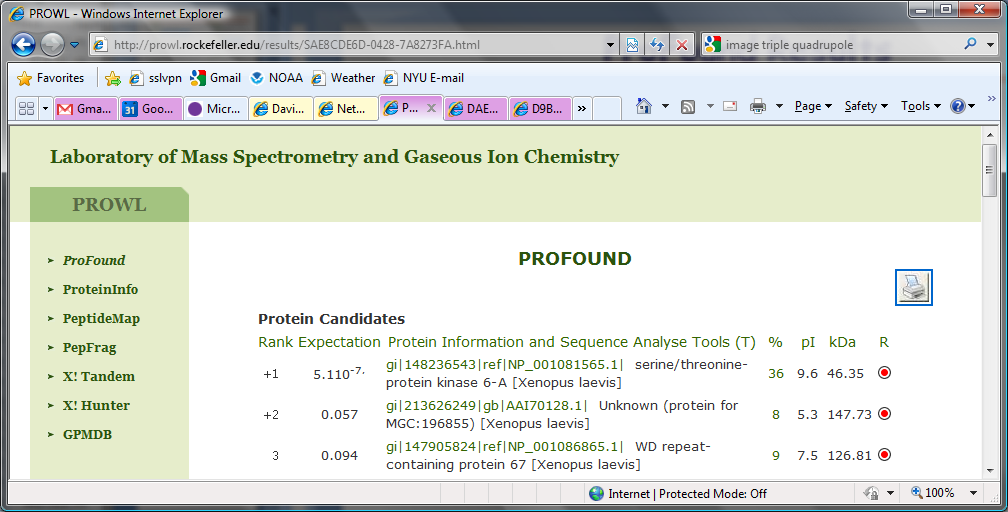 PROWL - Windows Internet Explorer
http://prowl.rockefeller.edu/results/SAE8CDE6D-0428-7A8273FA.html
image triple quadrupole
Favorites sslvpn Gmail NOAA Weather NYU E-mail
Gma... 31 Goo... Micr... Davi... Net... P... DAE... D9B... » Page Safety Tools »
Laboratory of Mass Spectrometry and Gaseous Ion Chemistry
PROWL
ProFound
ProteinInfo
PeptideMap
PepFrag
X! Tandem
X! Hunter
GPMDB
PROFOUND
Protein Candidates
Rank Expectation Protein Information and Sequence Analyse Tools (T) % pI kDa R
+1 5.110-7, gi|148236543|ref|NP_001081565.1| serine/threonine- 36 9.6 46.35
protein kinase 6-A [Xenopus laevis]
+2 0.057 gi|213626249|gb|AAI70128.1| Unknown (protein for 8 5.3 147.73
MGC:196855) [Xenopus laevis]
3 0.094 gi|147905824|ref|NP_001086865.1| WD repeat- 9 7.5 126.81
containing protein 67 [Xenopus laevis]
Internet | Protected Mode: Off 100%